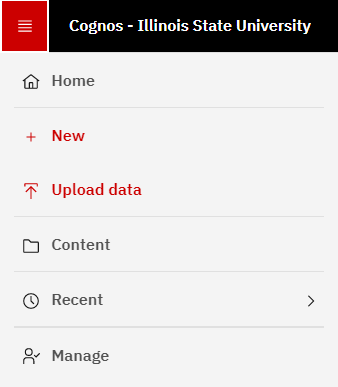 Cognos - Illinois State University
Home
New
Upload data
Content
Recent
Manage